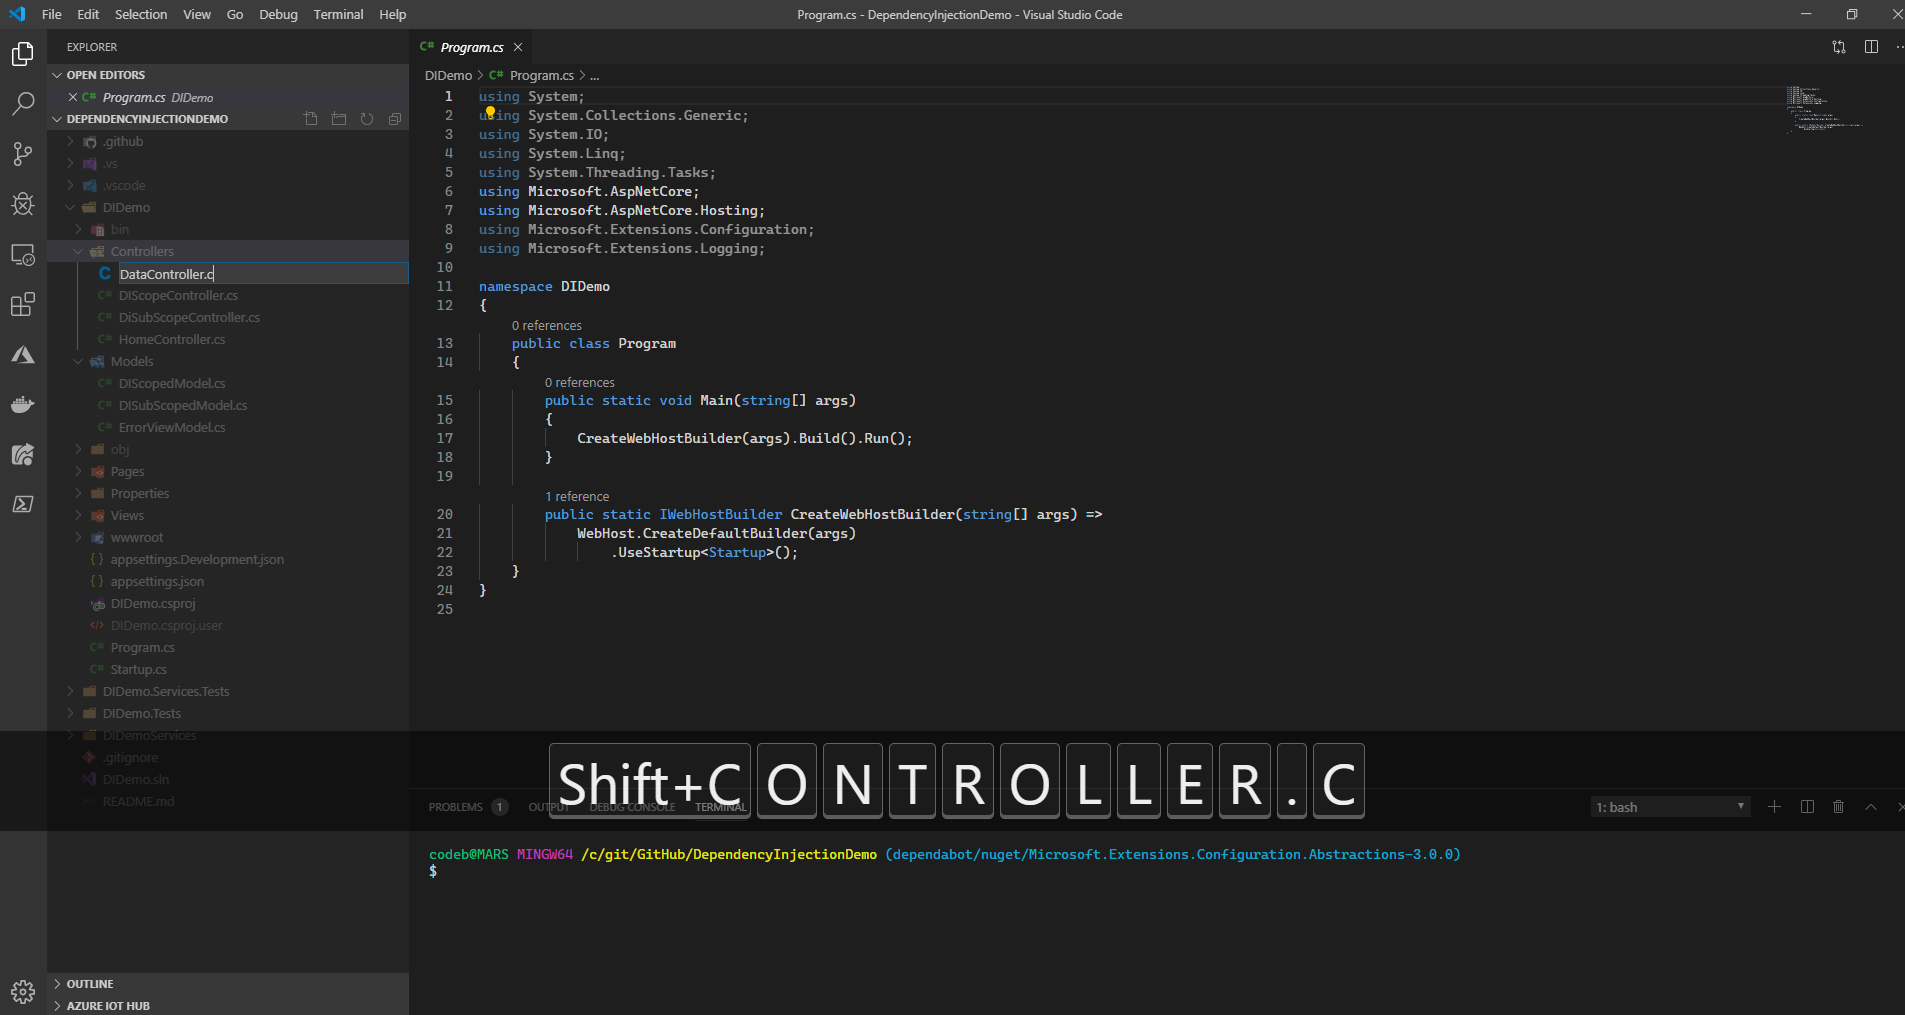 File Edit Selection View Go Debug Terminal Help
Program.cs - DependencyInjectionDemo - Visual Studio Code
EXPLORER
OPEN EDITORS
C# Program.cs DIDemo
DEPENDENCYINJECTIONDEMO
.github
.vs
.vscode
DIDemo
bin
Controllers
C DataController.c
C# DIScopeController.cs
C# DiSubScopeController.cs
C# HomeController.cs
Models
C# DIScopedModel.cs
C# DISubScopedModel.cs
C# ErrorViewModel.cs
obj
Pages
Properties
Views
wwwroot
{} appsettings.Development.json
{} appsettings.json
DIDemo.csproj
DIDemo.csproj.user
C# Program.cs
C# Startup.cs
DIDemo.Services.Tests
DIDemo.Tests
DIDemoServices
.gitignore
DIDemo.sln
README.md
OUTLINE
AZURE IOT HUB
C# Program.cs
DIDemo > C# Program.cs > ...
1 using System;
2 using System.Collections.Generic;
3 using System.IO;
4 using System.Linq;
5 using System.Threading.Tasks;
6 using Microsoft.AspNetCore;
7 using Microsoft.AspNetCore.Hosting;
8 using Microsoft.Extensions.Configuration;
9 using Microsoft.Extensions.Logging;
10
11 namespace DIDemo
12 {
0 references
13 public class Program
14 {
0 references
15 public static void Main(string[] args)
16 {
17 CreateWebHostBuilder(args).Build().Run();
18 }
19
1 reference
20 public static IWebHostBuilder CreateWebHostBuilder(string[] args) =>
21 WebHost.CreateDefaultBuilder(args)
22 .UseStartup<Startup>();
23 }
24 }
25
Shift+C O N T R O L L E R . C
PROBLEMS 1 OUTPUT DEBUG CONSOLE TERMINAL
1: bash
codeb@MARS MINGW64 /c/git/GitHub/DependencyInjectionDemo (dependabot/nuget/Microsoft.Extensions.Configuration.Abstractions-3.0.0)
$